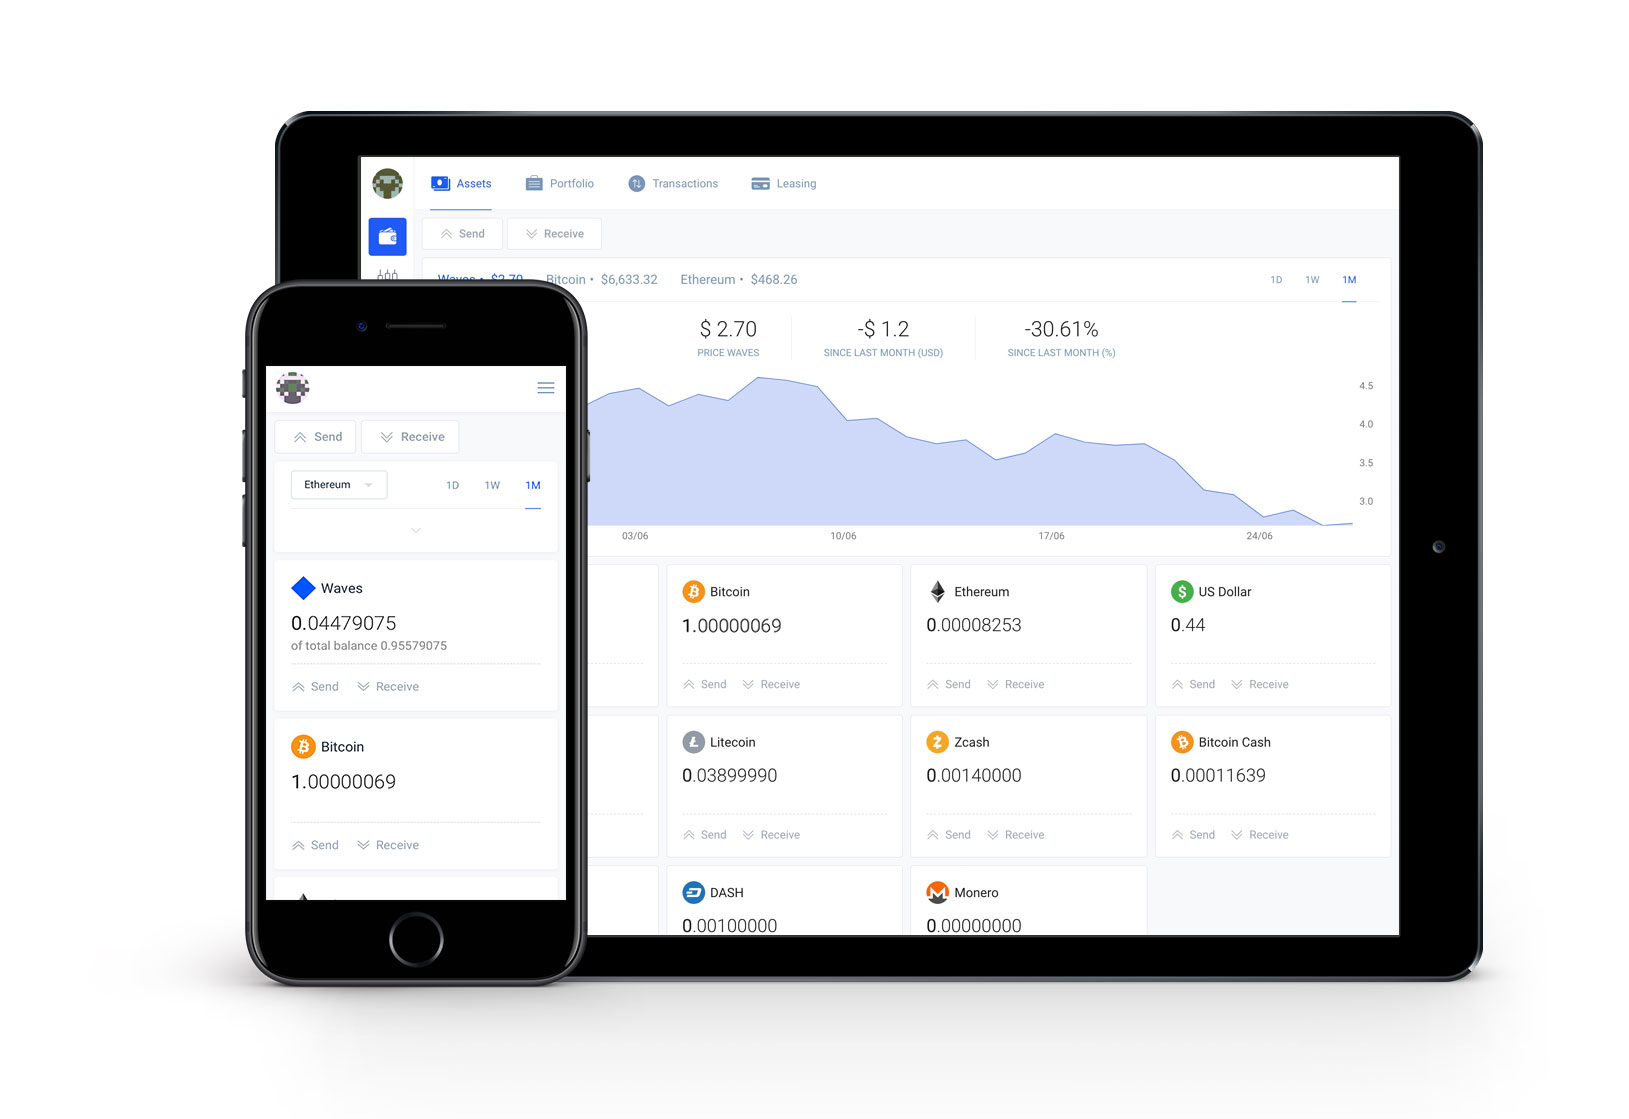 Assets
Portfolio
Transactions
Leasing
Send
Receive
Waves • $2.70
Bitcoin • $6,633.32
Ethereum • $468.26
1D
1W
1M
$ 2.70
PRICE WAVES
-$ 1.2
SINCE LAST MONTH (USD)
-30.61%
SINCE LAST MONTH (%)
4.5
4.0
3.5
3.0
03/06
10/06
17/06
24/06
Bitcoin
1.00000069
Send
Receive
Ethereum
0.00008253
Send
Receive
US Dollar
0.44
Send
Receive
Litecoin
0.03899990
Send
Receive
Zcash
0.00140000
Send
Receive
Bitcoin Cash
0.00011639
Send
Receive
DASH
0.00100000
Monero
0.00000000
Send
Receive
Ethereum
1D
1W
1M
Waves
0.04479075
of total balance 0.95579075
Send
Receive
Bitcoin
1.00000069
Send
Receive